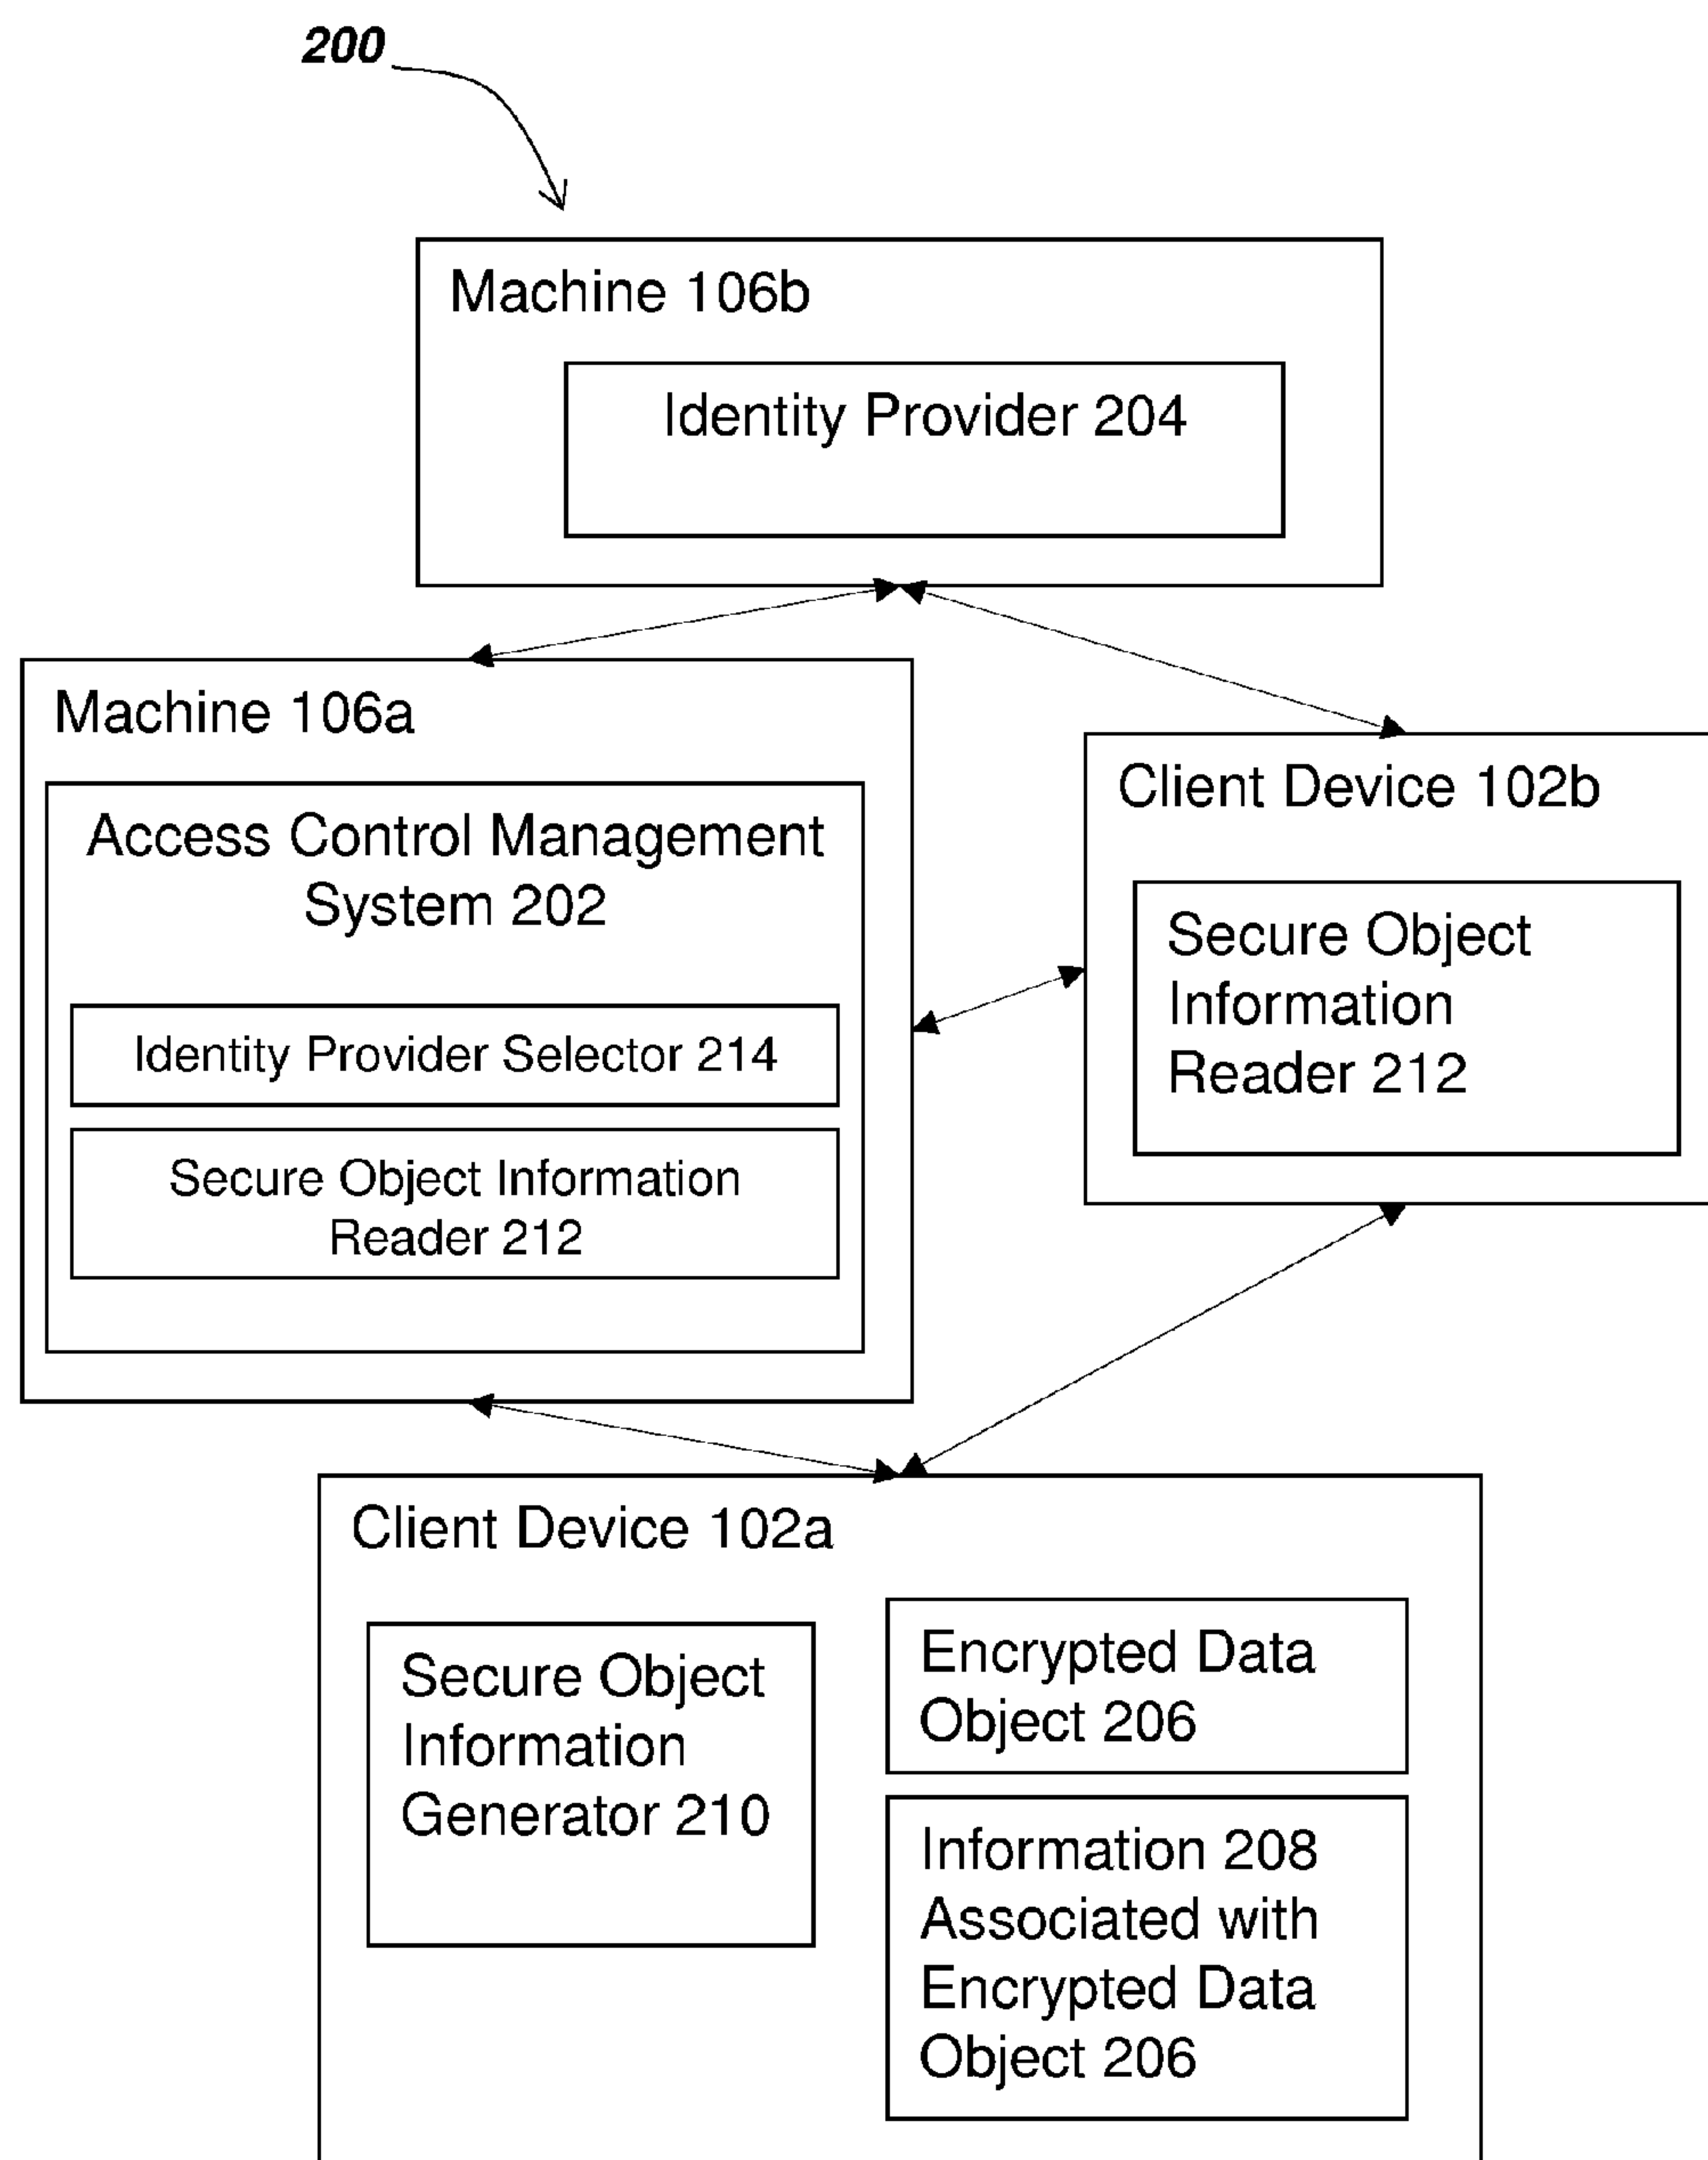 200
Machine 106b
Identity Provider 204
Machine 106a
Access Control Management
System 202
Identity Provider Selector 214
Secure Object Information
Reader 212
Client Device 102b
Secure Object
Information
Reader 212
Client Device 102a
Secure Object
Information
Generator 210
Encrypted Data
Object 206
Information 208
Associated with
Encrypted Data
Object 206